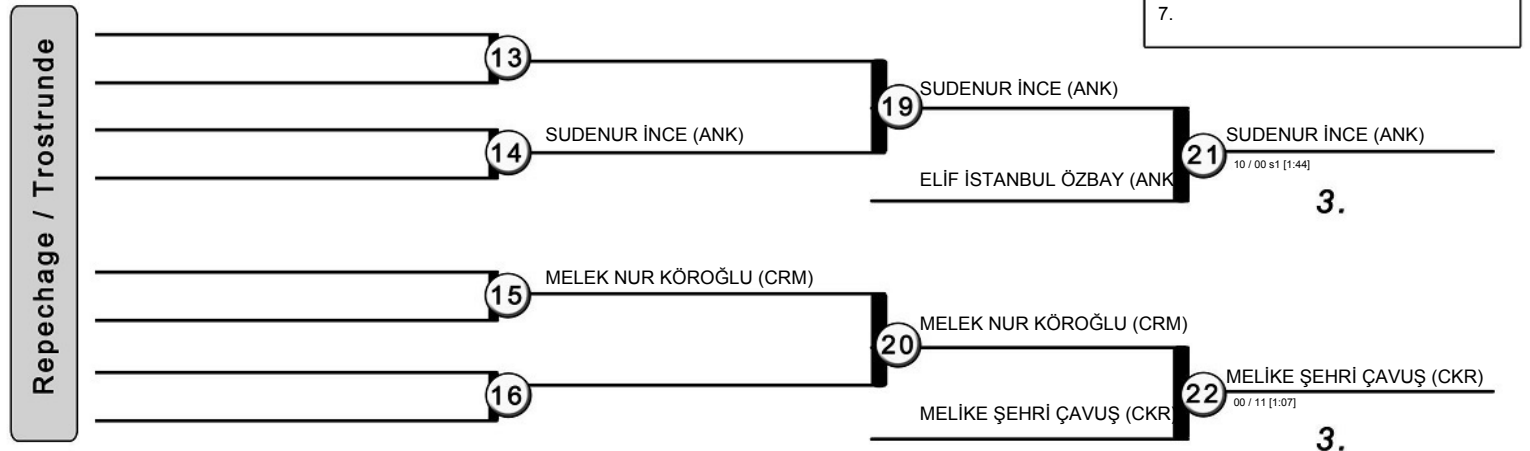 7.
Repechage / Trostrunde
13
SUDENUR İNCE (ANK)
19
SUDENUR İNCE (ANK)
14
SUDENUR İNCE (ANK)
21
10 / 00 s1 [1:44]
ELİF İSTANBUL ÖZBAY (ANK
3.
MELEK NUR KÖROĞLU (CRM)
15
MELEK NUR KÖROĞLU (CRM)
20
MELİKE ŞEHRİ ÇAVUŞ (CKR)
16
22
00 / 11 [1:07]
MELİKE ŞEHRİ ÇAVUŞ (CKR
3.